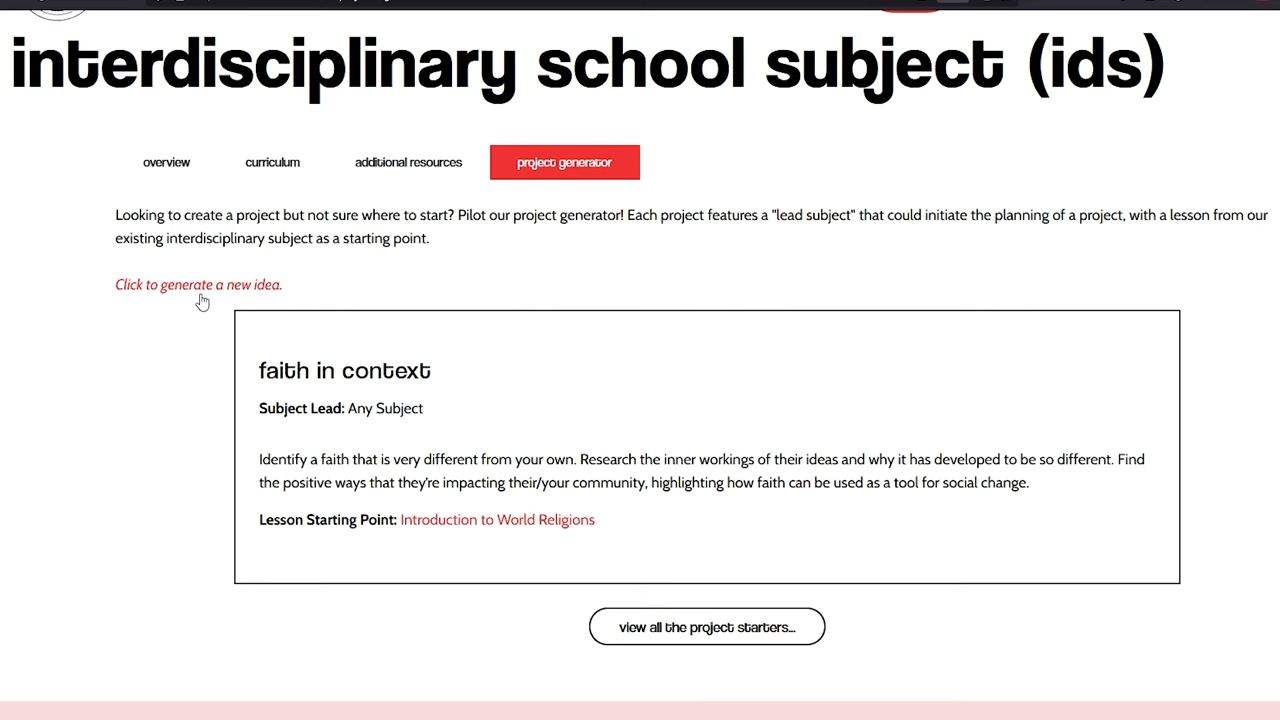 interdisciplinary school subject (ids)
overview curriculum additional resources project generator
Looking to create a project but not sure where to start? Pilot our project generator! Each project features a "lead subject" that could initiate the planning of a project, with a lesson from our
existing interdisciplinary subject as a starting point.
Click to generate a new idea.
faith in context
Subject Lead: Any Subject
Identify a faith that is very different from your own. Research the inner workings of their ideas and why it has developed to be so different. Find
the positive ways that they're impacting their/your community, highlighting how faith can be used as a tool for social change.
Lesson Starting Point: Introduction to World Religions
view all the project starters...